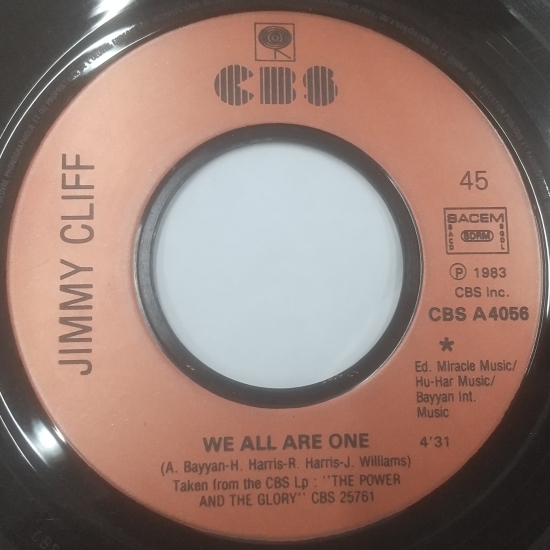 CBS
JIMMY CLIFF
45
SACEM
SACD SDRM SGDL
Ⓟ 1983
CBS Inc.
CBS A4056
*
Ed. Miracle Music/
Hu-Har Music/
Bayyan Int.
Music
WE ALL ARE ONE
4'31
(A. Bayyan-H. Harris-R. Harris-J. Williams)
Taken from the CBS Lp : ''THE POWER
AND THE GLORY'' CBS 25761